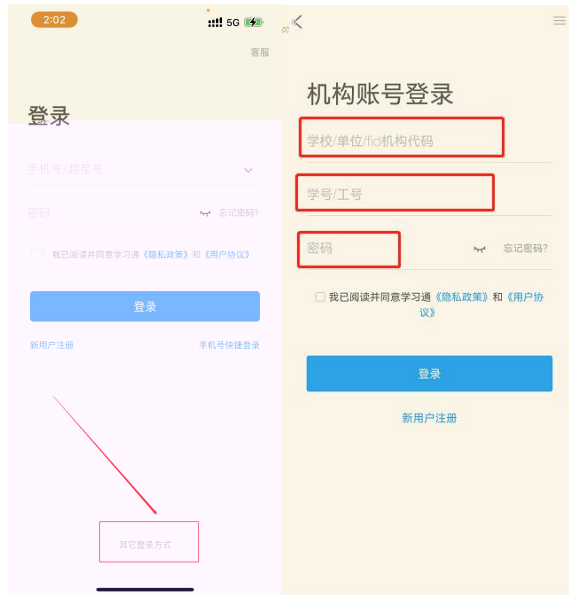 2:02
5G
客服
登录
手机号/超星号
密码
忘记密码?
我已阅读并同意学习通《隐私政策》和《用户协议》
登录
新用户注册
手机号快捷登录
其它登录方式
机构账号登录
学校/单位/fid机构代码
学号/工号
密码
忘记密码?
我已阅读并同意学习通《隐私政策》和《用户协
议》
登录
新用户注册